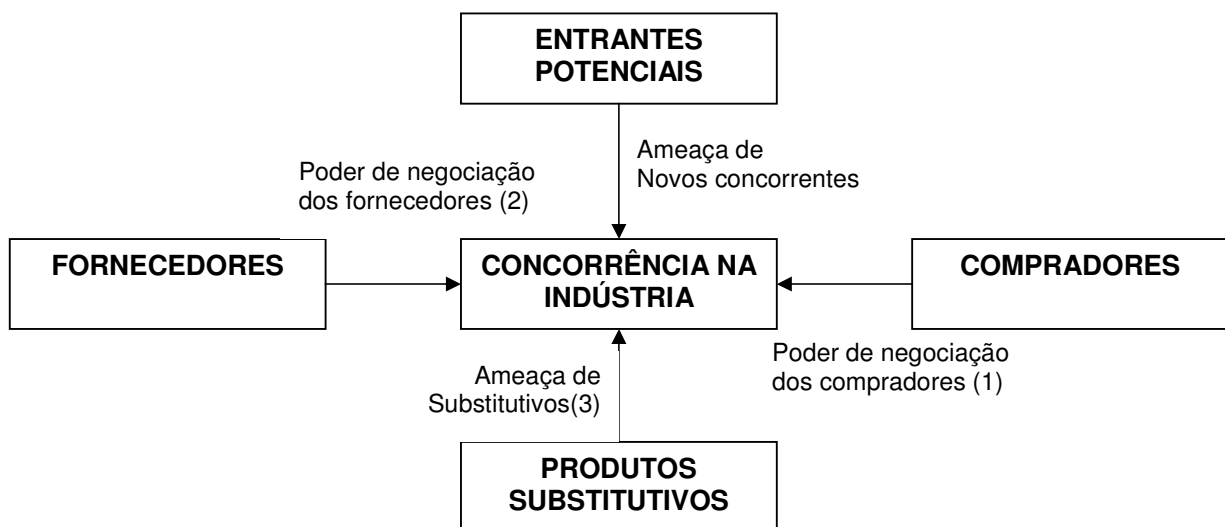 ENTRANTES
POTENCIAIS
Ameaça de
Novos concorrentes
Poder de negociação
dos fornecedores (2)
FORNECEDORES
CONCORRÊNCIA NA
INDÚSTRIA
COMPRADORES
Poder de negociação
dos compradores (1)
Ameaça de
Substitutivos(3)
PRODUTOS
SUBSTITUTIVOS